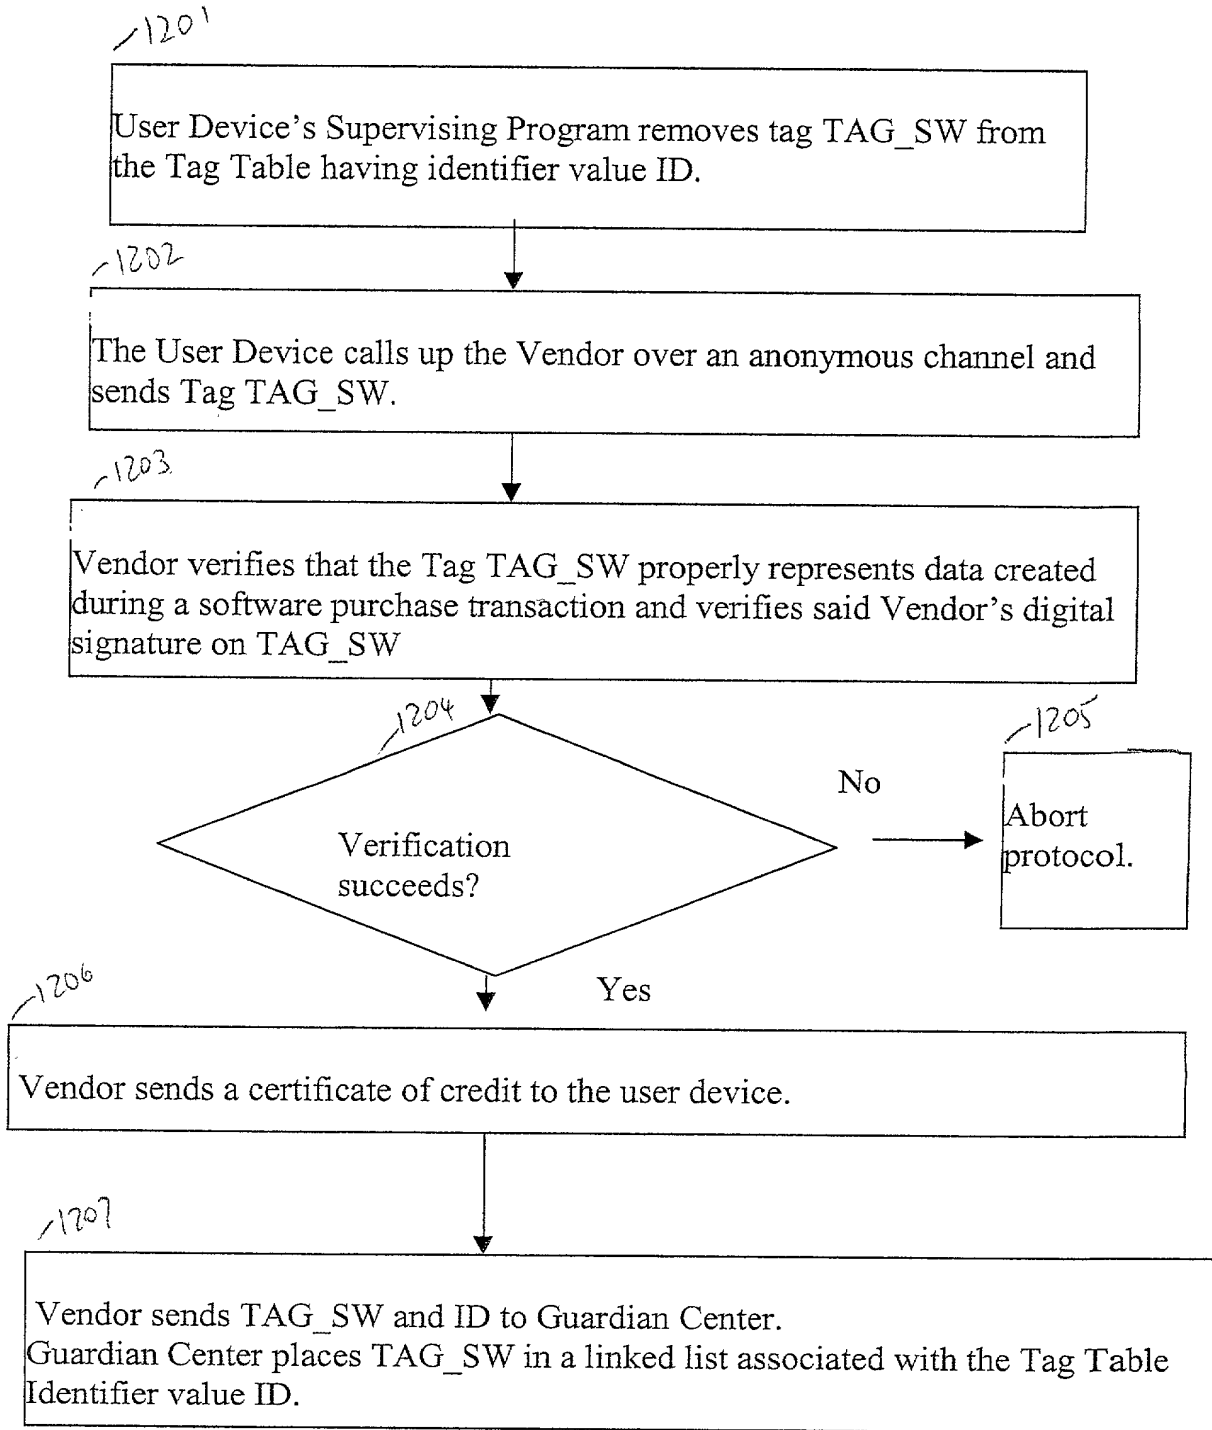 1201
User Device's Supervising Program removes tag TAG_SW from
the Tag Table having identifier value ID.
1202
The User Device calls up the Vendor over an anonymous channel and
sends Tag TAG_SW.
1203
Vendor verifies that the Tag TAG_SW properly represents data created
during a software purchase transaction and verifies said Vendor's digital
signature on TAG_SW
1204
Verification
succeeds?
No
1205
Abort
protocol.
Yes
1206
Vendor sends a certificate of credit to the user device.
1207
Vendor sends TAG_SW and ID to Guardian Center.
Guardian Center places TAG_SW in a linked list associated with the Tag Table
Identifier value ID.